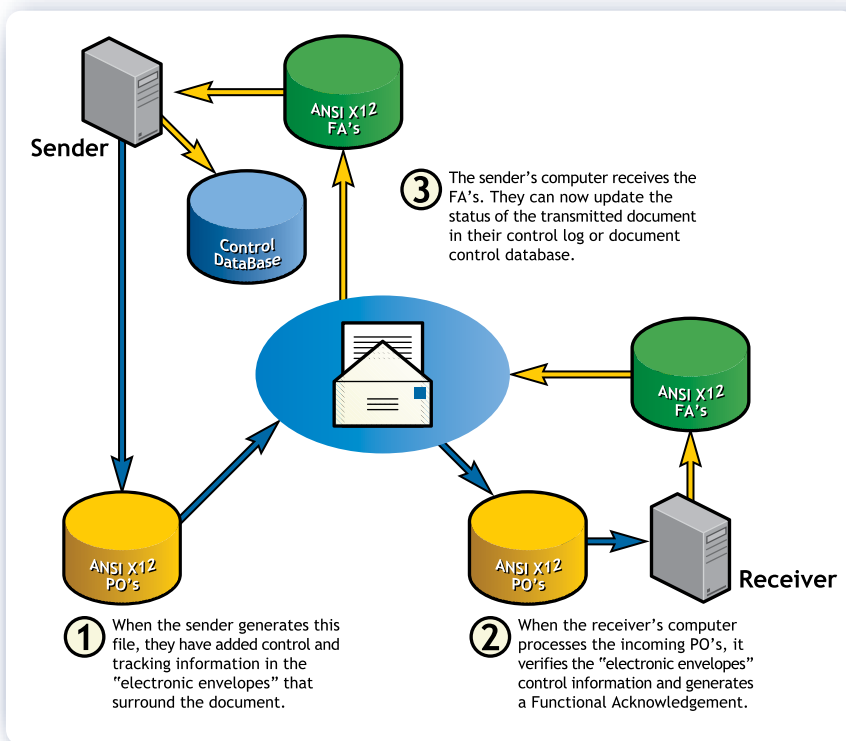 ANSI X12
FA's
Sender
3
The sender's computer receives the
FA's. They can now update the
status of the transmitted document
in their control log or document
control database.
Control
DataBase
ANSI X12
FA's
ANSI X12
PO's
ANSI X12
PO's
Receiver
1
When the sender generates this
file, they have added control and
tracking information in the
“electronic envelopes” that
surround the document.
2
When the receiver's computer
processes the incoming PO's, it
verifies the “electronic envelopes”
control information and generates
a Functional Acknowledgement.